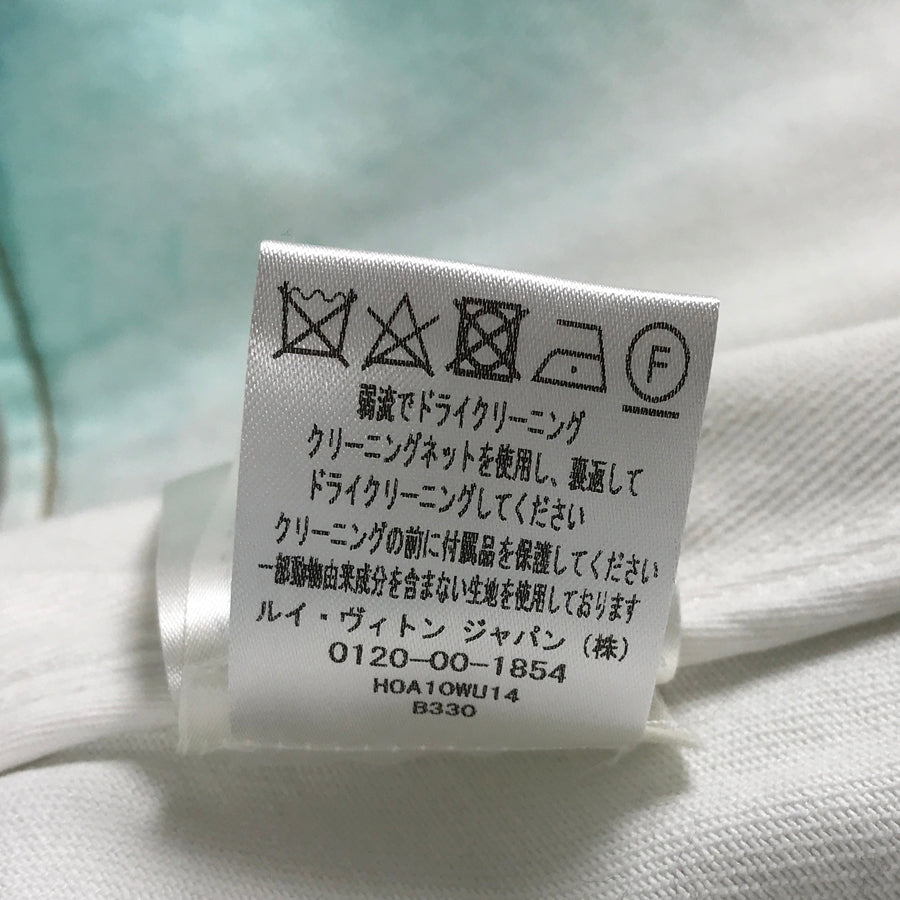 F
弱流でドライクリーニング
クリーニングネットを使用し、裏返して
ドライクリーニングしてください
クリーニングの前に付属品を保護してください
一部動物由来成分を含まない生地を使用しております
ルイ・ヴィトン ジャパン (株)
0120-00-1854
H0A10WU14
B330